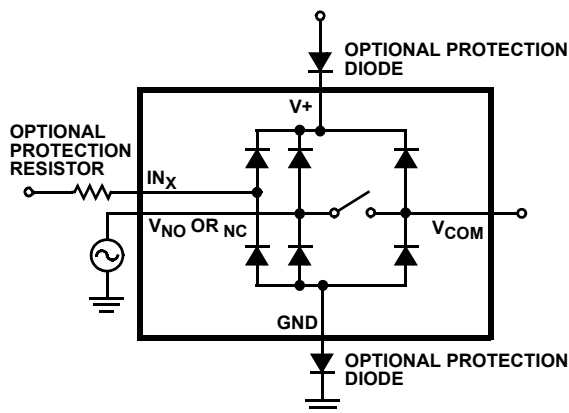 OPTIONAL PROTECTION
DIODE
V+
OPTIONAL
PROTECTION
RESISTOR
INX
VNO OR NC
VCOM
GND
OPTIONAL PROTECTION
DIODE